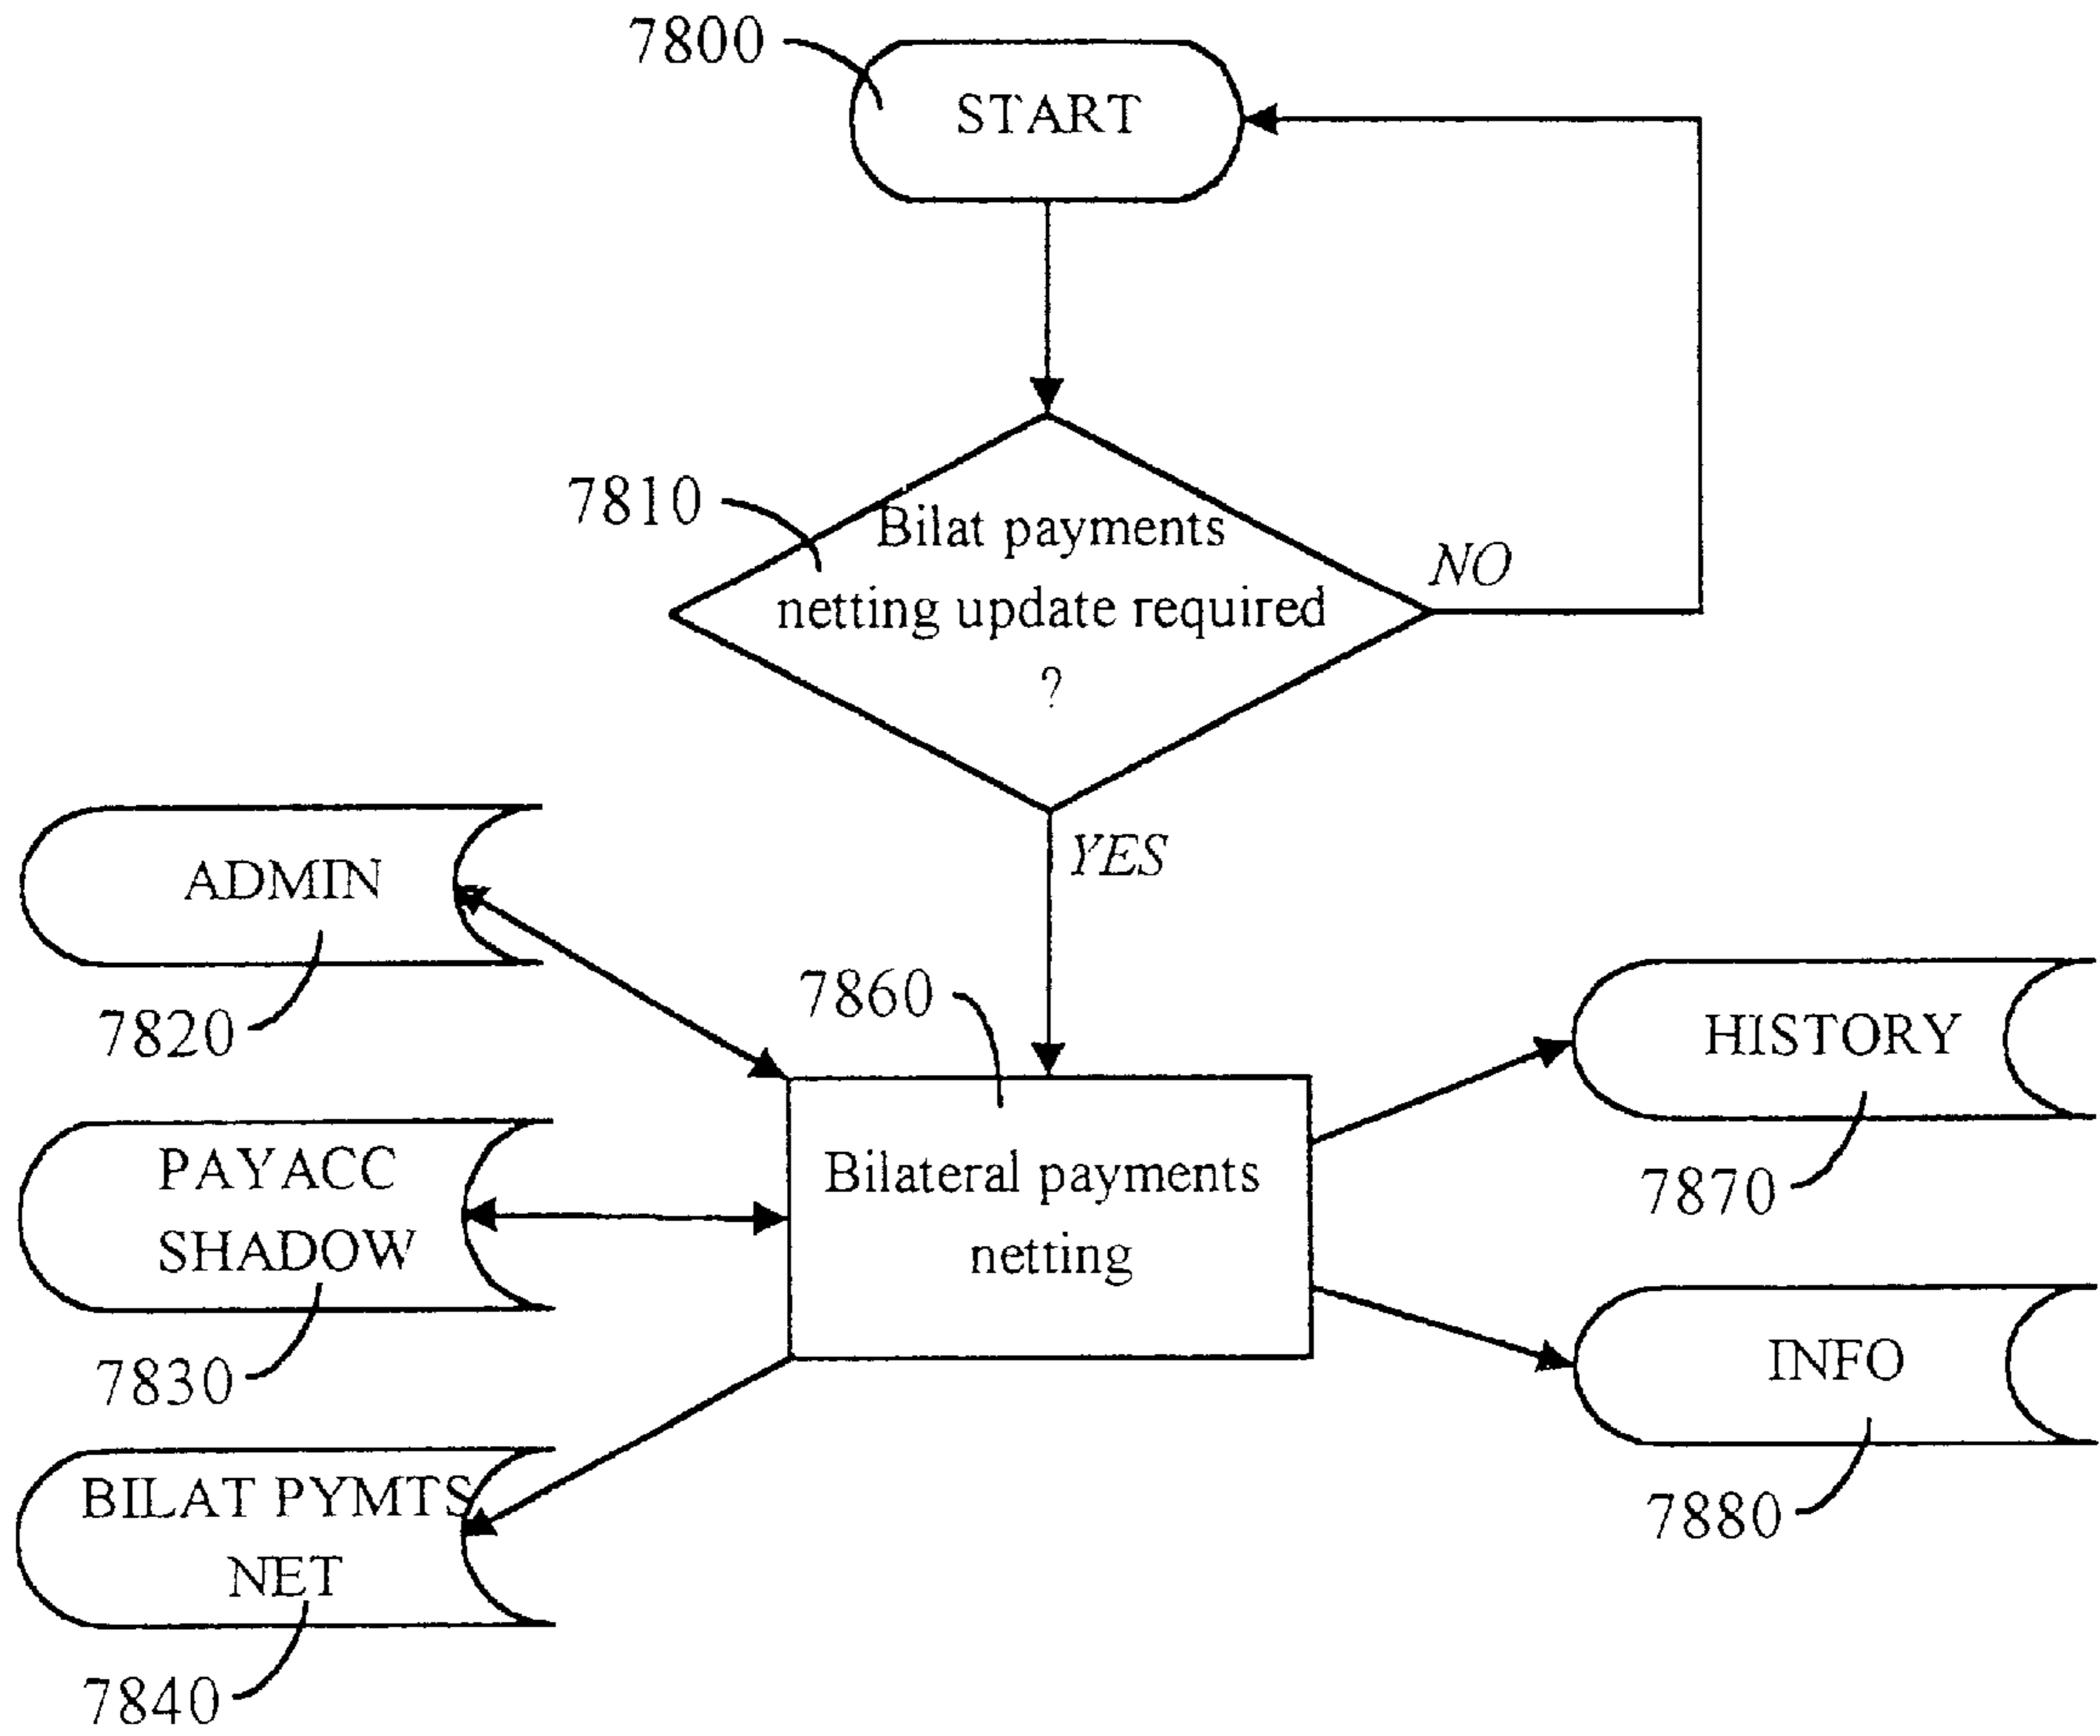 7800
START
7810
Bilat payments
netting update required
?
NO
YES
ADMIN
7820
7860
HISTORY
7870
PAYACC
SHADOW
7830
Bilateral payments
netting
INFO
7880
BILAT PYMTS
NET
7840